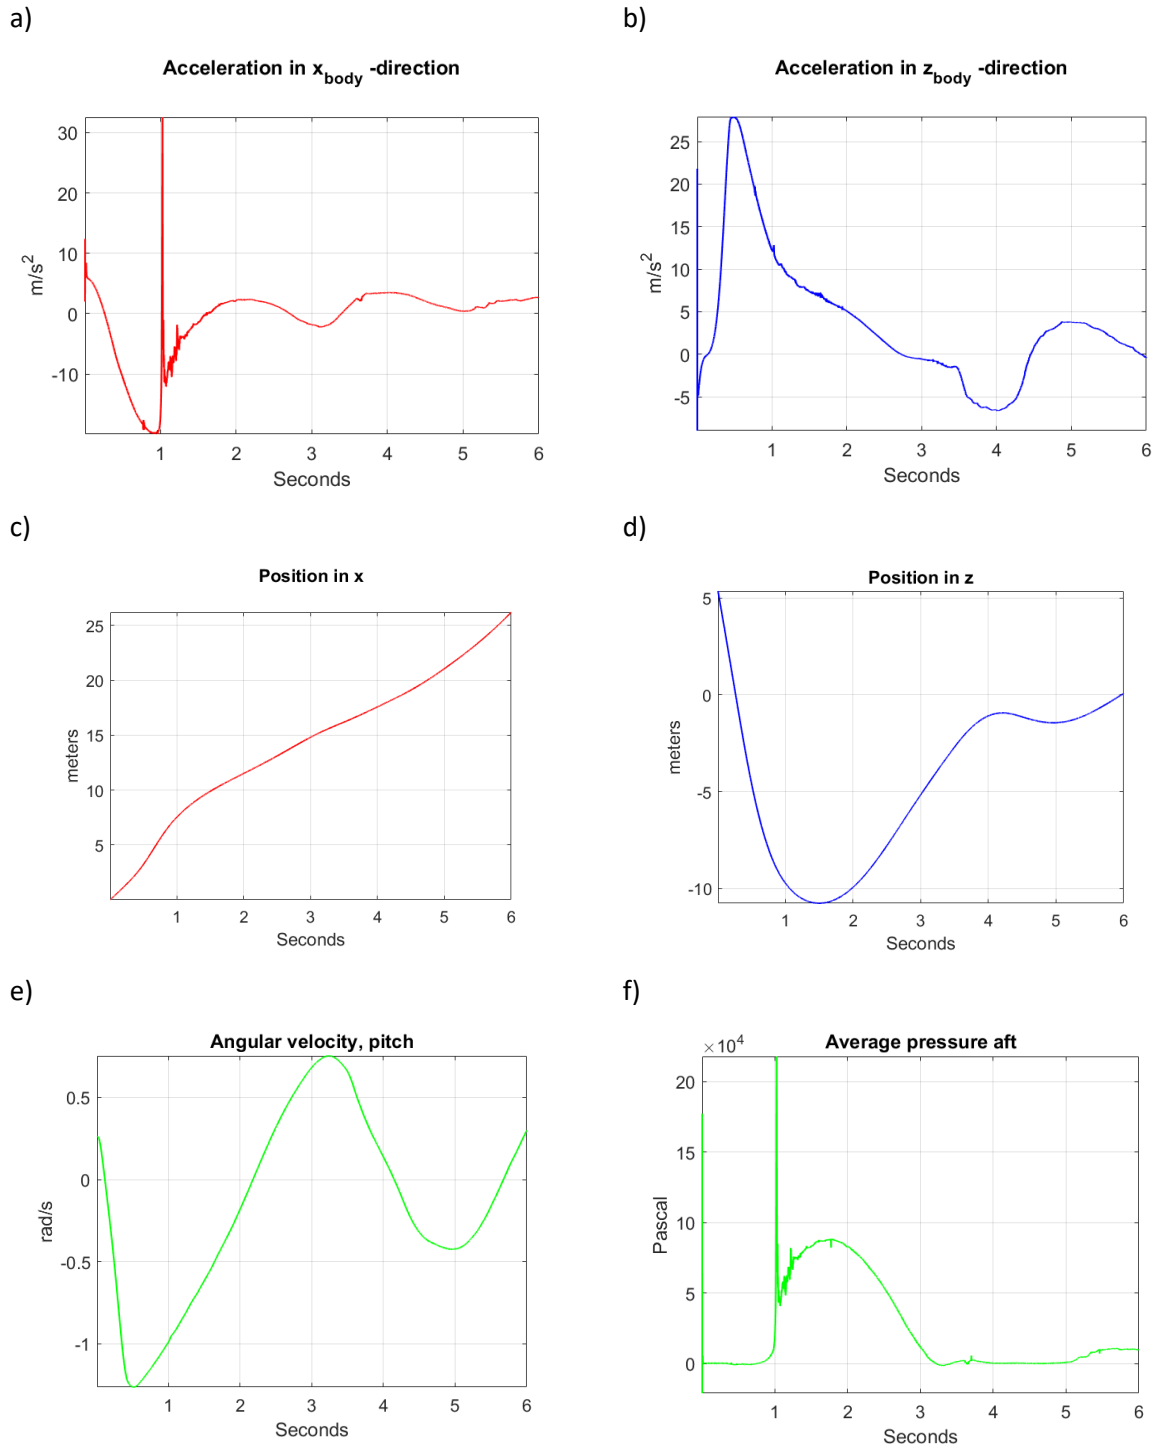 a)
b)
Acceleration in x_body -direction
Acceleration in z_body -direction
30
20
10
0
-10
m/s²
1 2 3 4 5 6
Seconds
25
20
15
10
5
0
-5
m/s²
1 2 3 4 5 6
Seconds
c)
d)
Position in x
25
20
15
10
5
meters
1 2 3 4 5 6
Seconds
Position in z
5
0
-5
-10
meters
1 2 3 4 5 6
Seconds
e)
f)
Angular velocity, pitch
0.5
0
-0.5
-1
rad/s
1 2 3 4 5 6
Seconds
×10⁴
Average pressure aft
20
15
10
5
0
Pascal
1 2 3 4 5 6
Seconds